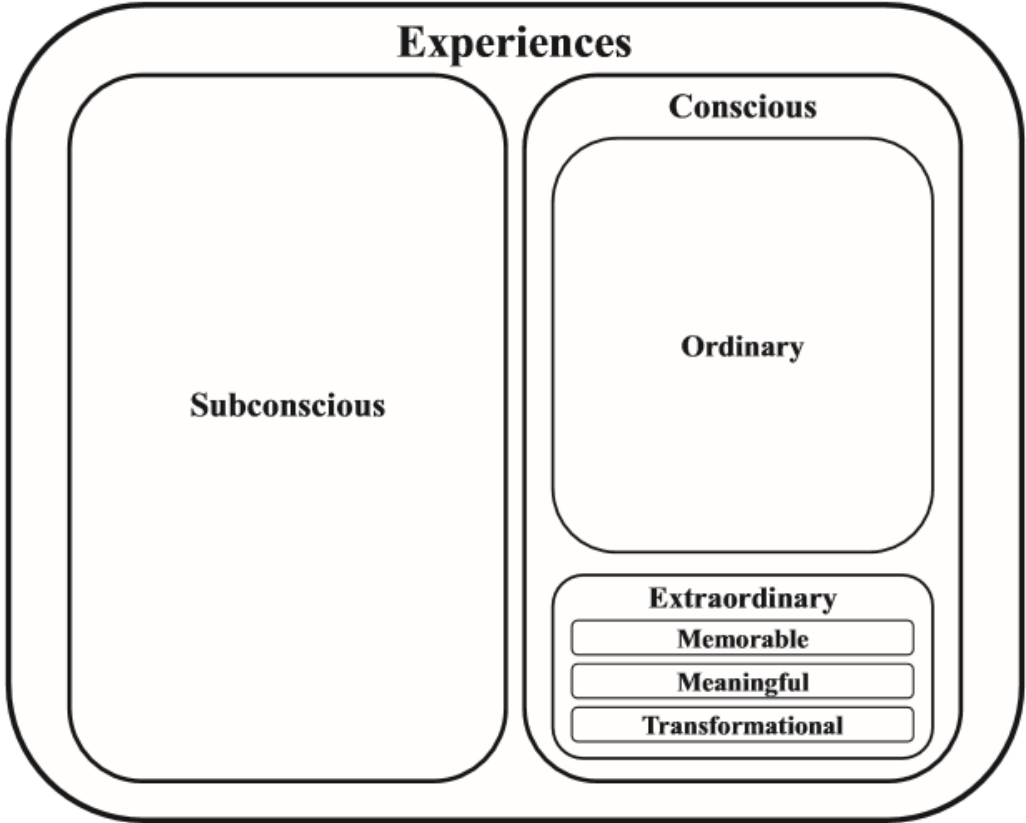 Experiences
Subconscious
Conscious
Ordinary
Extraordinary
Memorable
Meaningful
Transformational